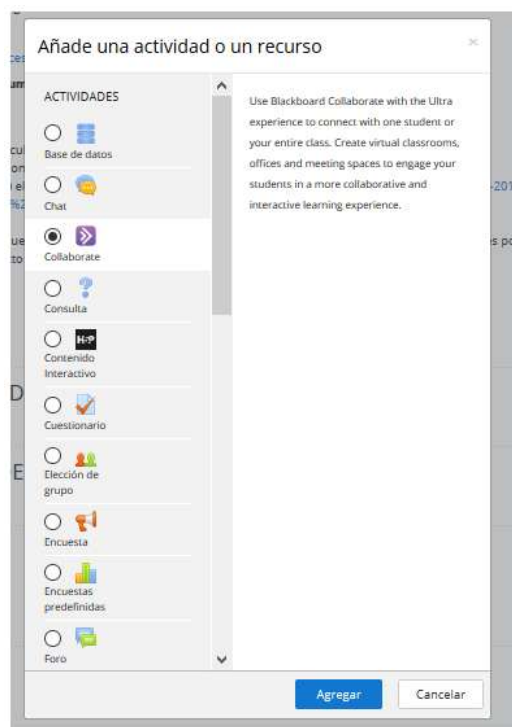 Añade una actividad o un recurso
×
ACTIVIDADES
Base de datos
Chat
Collaborate
Consulta
H-P
Contenido
Interactivo
Cuestionario
Elección de
grupo
Encuesta
Encuestas
predefinidas
Foro
Use Blackboard Collaborate with the Ultra
experience to connect with one student or
your entire class. Create virtual classrooms,
offices and meeting spaces to engage your
students in a more collaborative and
interactive learning experience.
-201
Agregar
Cancelar